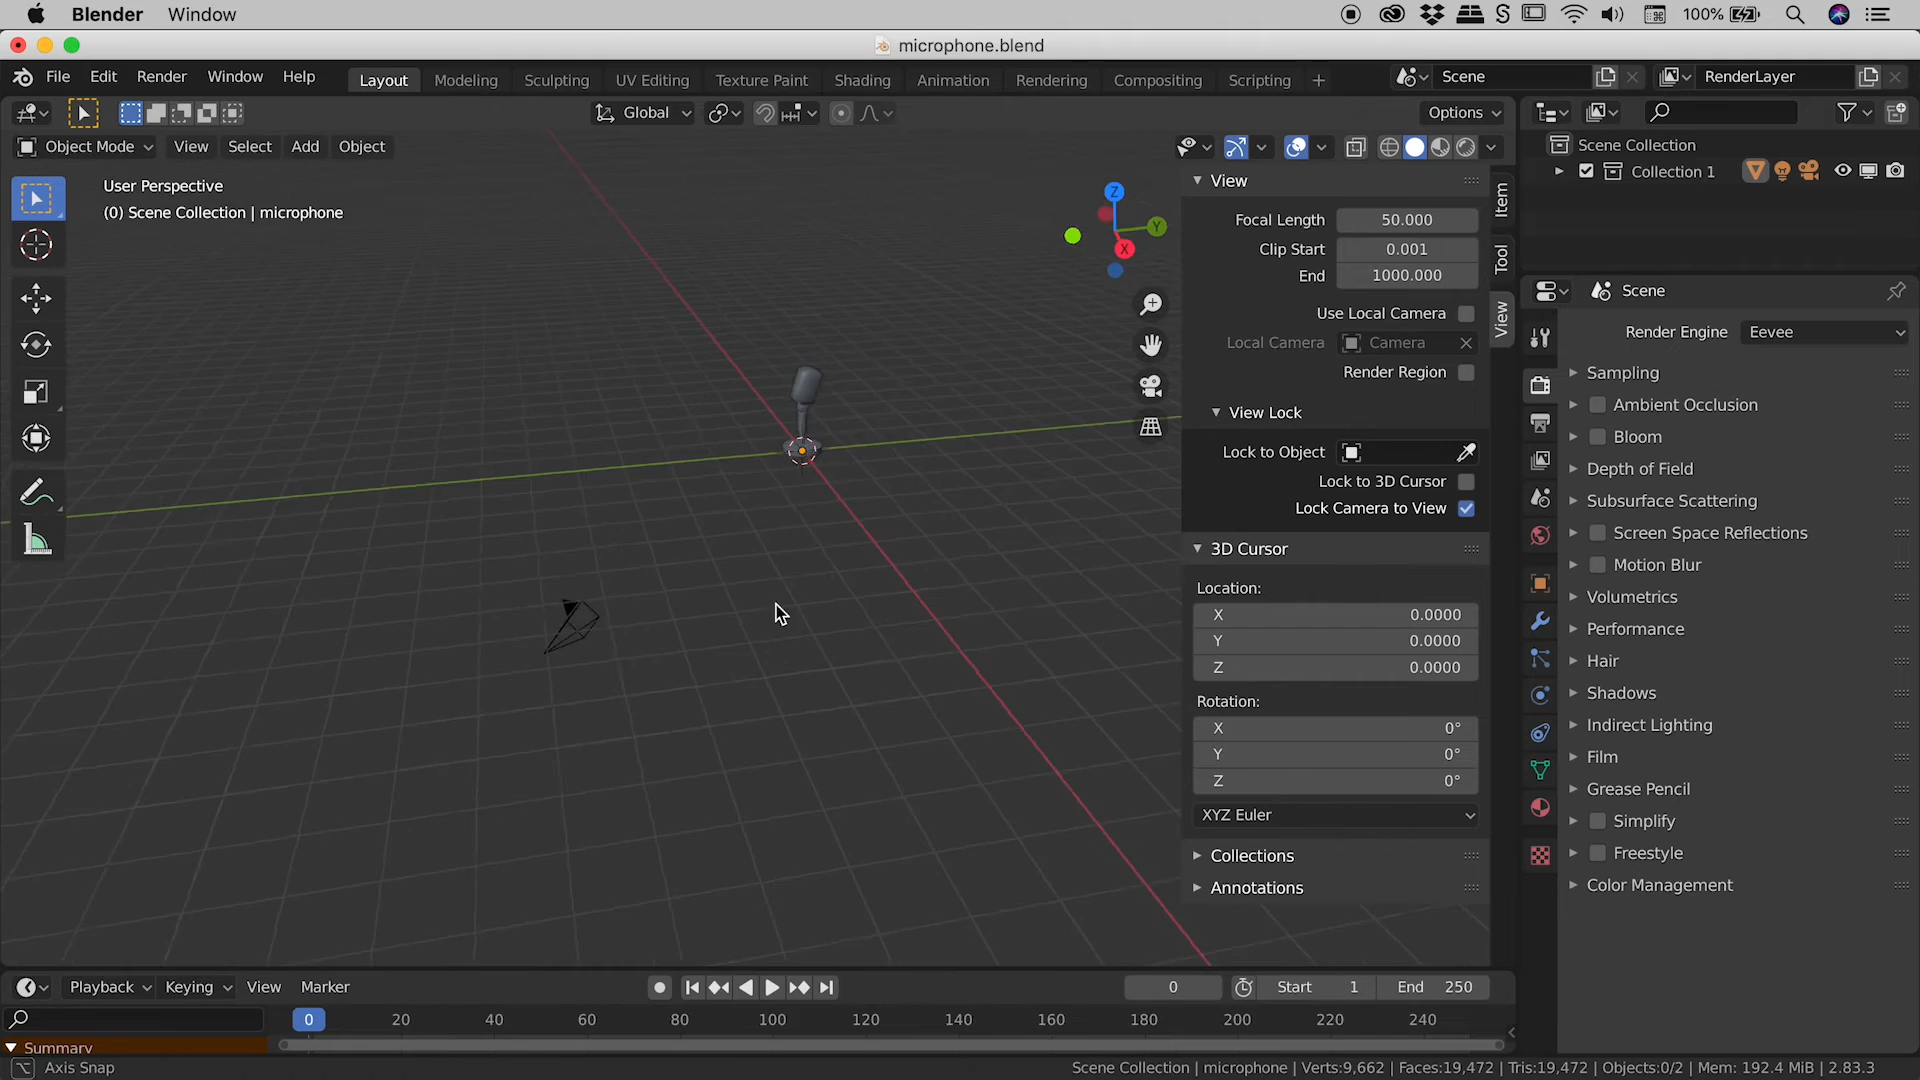 Blender Window 100%
microphone.blend
File Edit Render Window Help Layout Modeling Sculpting UV Editing Texture Paint Shading Animation Rendering Compositing Scripting + Scene RenderLayer
Global Options
Object Mode View Select Add Object
User Perspective
(0) Scene Collection | microphone
Z
Y
X
View
Focal Length 50.000
Clip Start 0.001
End 1000.000
Use Local Camera
Local Camera Camera
Render Region
View Lock
Lock to Object
Lock to 3D Cursor
Lock Camera to View
3D Cursor
Location:
X 0.0000
Y 0.0000
Z 0.0000
Rotation:
X 0°
Y 0°
Z 0°
XYZ Euler
Collections
Annotations
Item
Tool
View
Scene Collection
Collection 1
Scene
Render Engine Eevee
Sampling
Ambient Occlusion
Bloom
Depth of Field
Subsurface Scattering
Screen Space Reflections
Motion Blur
Volumetrics
Performance
Hair
Shadows
Indirect Lighting
Film
Grease Pencil
Simplify
Freestyle
Color Management
Playback Keying View Marker 0 Start 1 End 250
0 20 40 60 80 100 120 140 160 180 200 220 240
Summary
Axis Snap Scene Collection | microphone | Verts:9,662 | Faces:19,472 | Tris:19,472 | Objects:0/2 | Mem: 192.4 MiB | 2.83.3